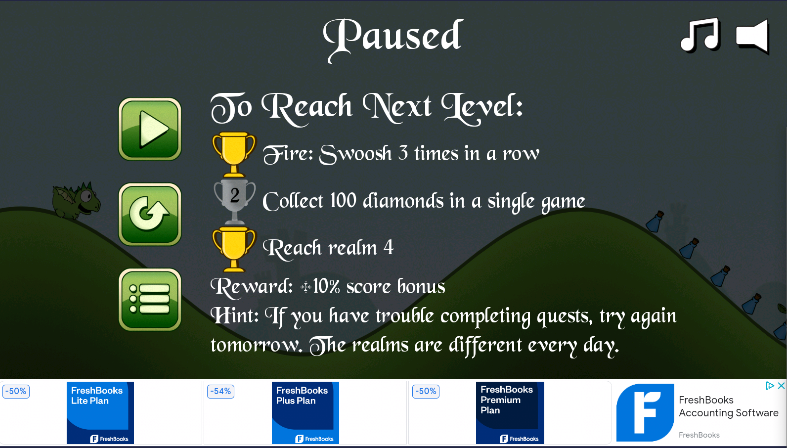 Paused
To Reach Next Level:
Fire: Swoosh 3 times in a row
2
Collect 100 diamonds in a single game
Reach realm 4
Reward: +10% score bonus
Hint: If you have trouble completing quests, try again
tomorrow. The realms are different every day.
-50%
FreshBooks
Lite Plan
FreshBooks
-54%
FreshBooks
Plus Plan
FreshBooks
-50%
FreshBooks
Premium
Plan
FreshBooks
FreshBooks
Accounting Software
FreshBooks